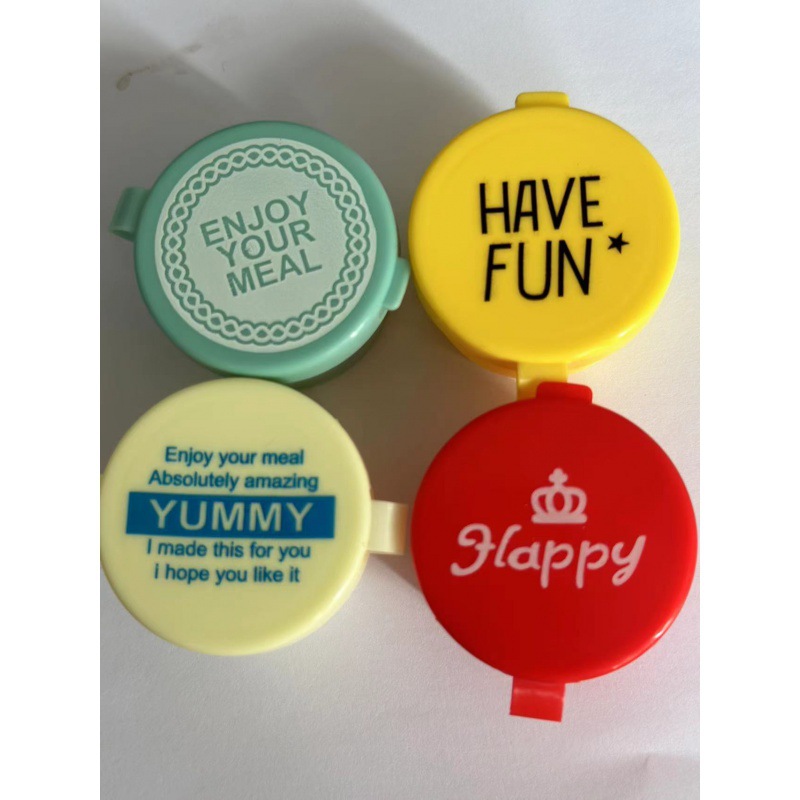 ENJOY
YOUR
MEAL
HAVE
FUN
Enjoy your meal
Absolutely amazing
YUMMY
I made this for you
i hope you like it
Happy